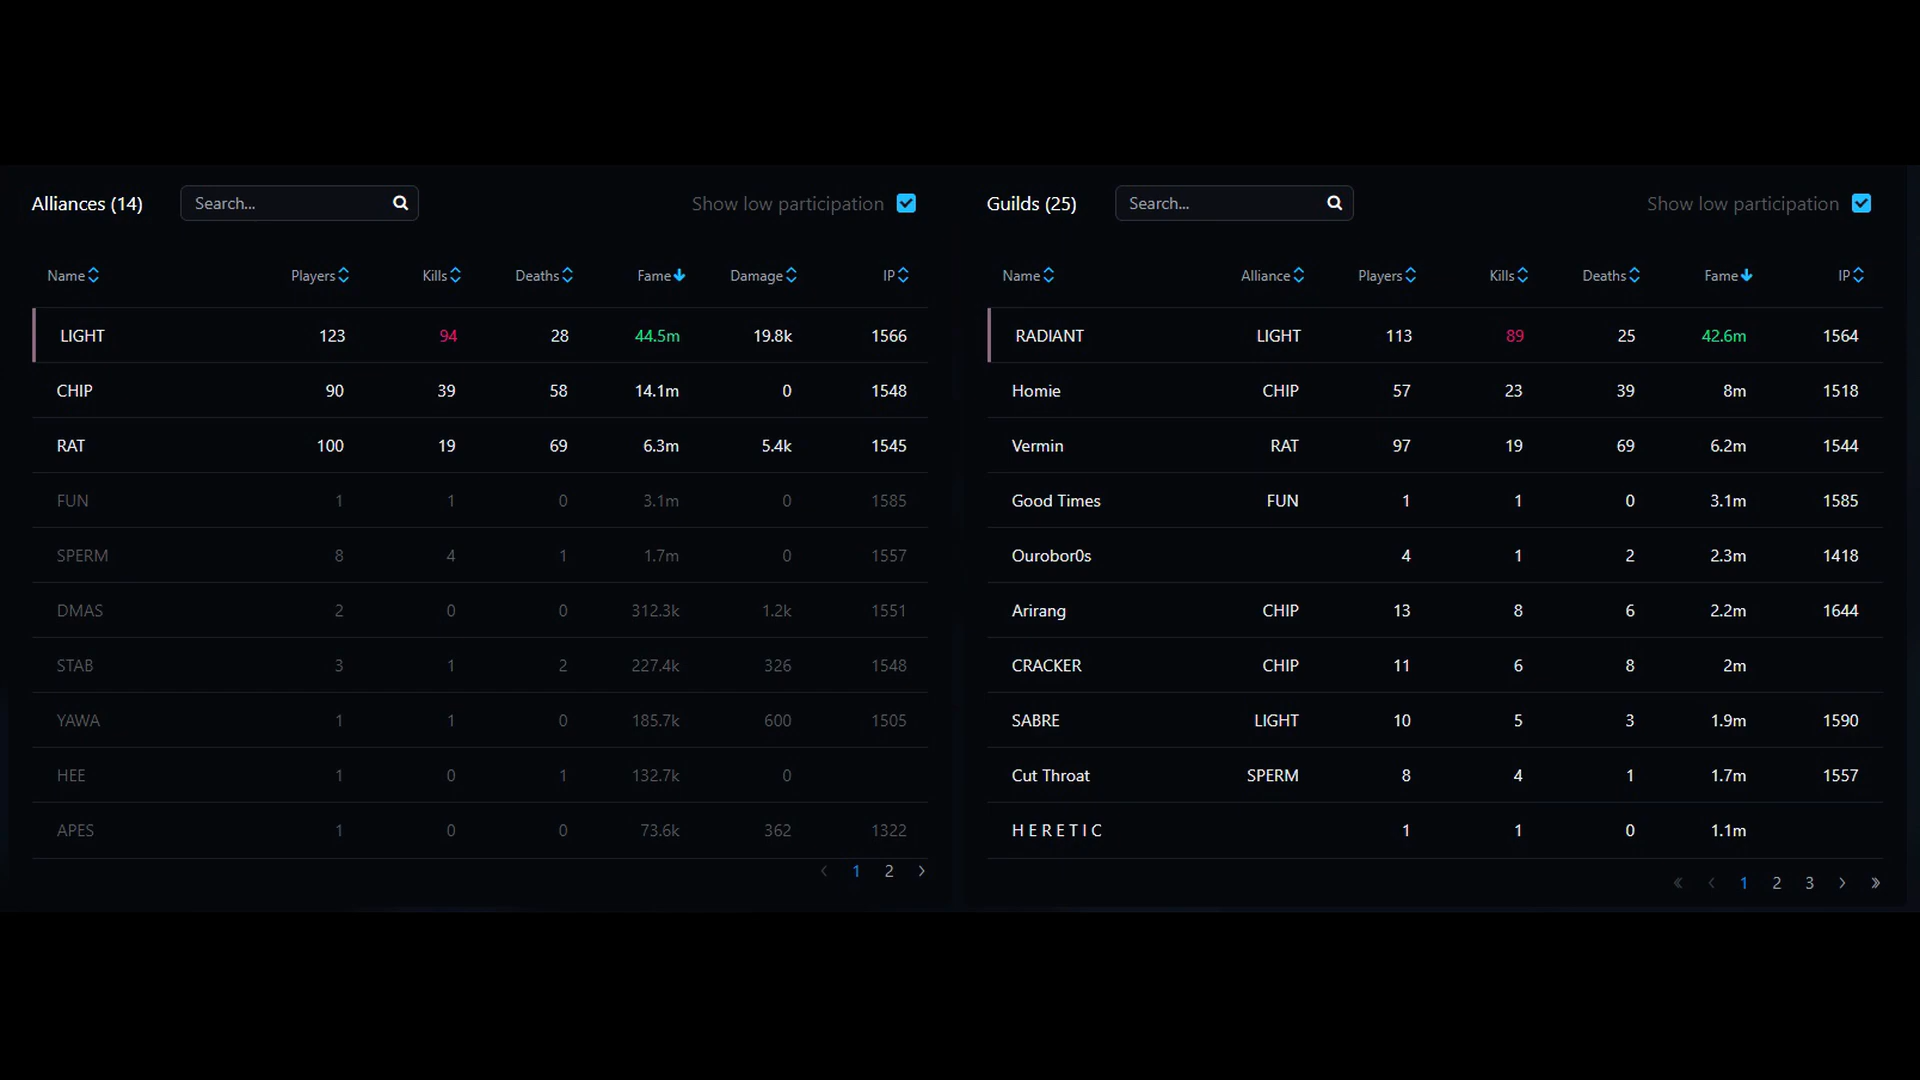 Alliances (14) Search... Show low participation
Name Players Kills Deaths Fame Damage IP
LIGHT 123 94 28 44.5m 19.8k 1566
CHIP 90 39 58 14.1m 0 1548
RAT 100 19 69 6.3m 5.4k 1545
FUN 1 1 0 3.1m 0 1585
SPERM 8 4 1 1.7m 0 1557
DMAS 2 0 0 312.3k 1.2k 1551
STAB 3 1 2 227.4k 326 1548
YAWA 1 1 0 185.7k 600 1505
HEE 1 0 1 132.7k 0
APES 1 0 0 73.6k 362 1322
1 2
Guilds (25) Search... Show low participation
Name Alliance Players Kills Deaths Fame IP
RADIANT LIGHT 113 89 25 42.6m 1564
Homie CHIP 57 23 39 8m 1518
Vermin RAT 97 19 69 6.2m 1544
Good Times FUN 1 1 0 3.1m 1585
Ourobor0s 4 1 2 2.3m 1418
Arirang CHIP 13 8 6 2.2m 1644
CRACKER CHIP 11 6 8 2m
SABRE LIGHT 10 5 3 1.9m 1590
Cut Throat SPERM 8 4 1 1.7m 1557
H E R E T I C 1 1 0 1.1m
1 2 3